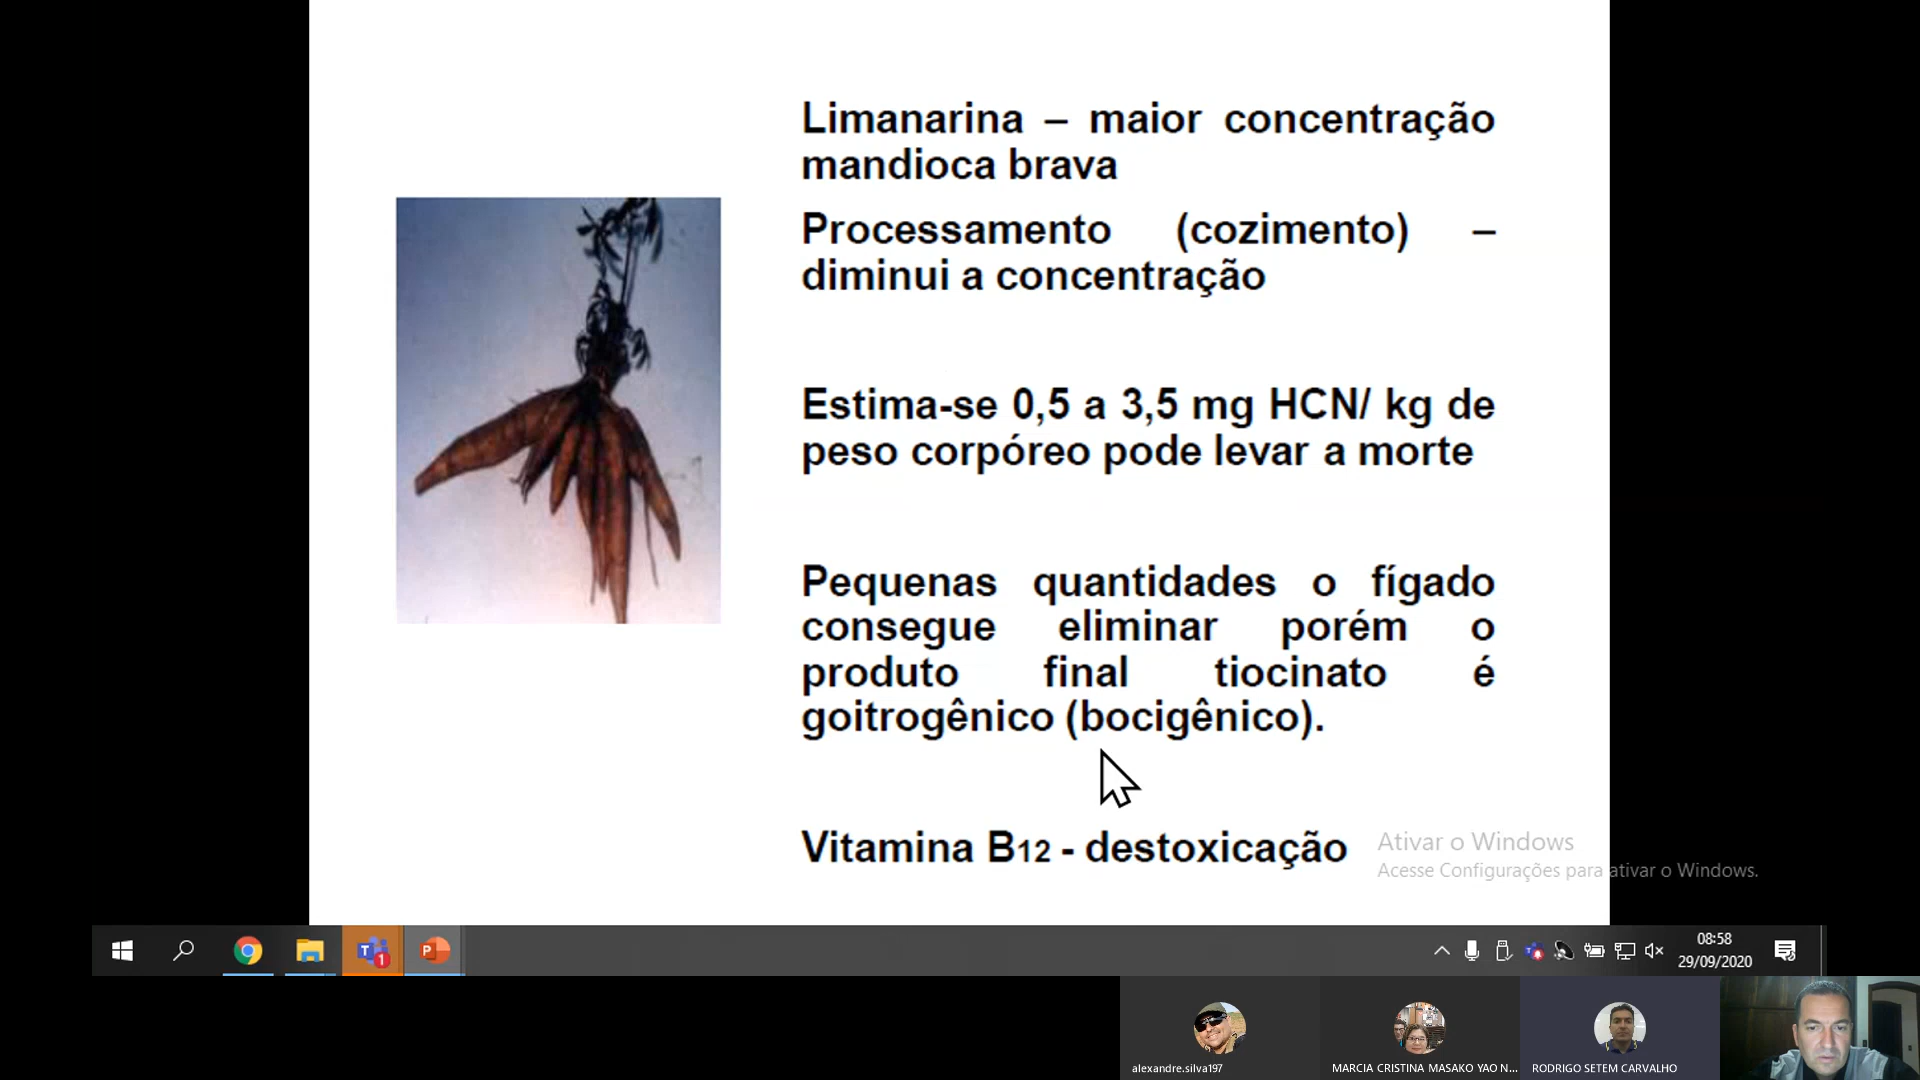 Limanarina – maior concentração
mandioca brava
Processamento (cozimento) –
diminui a concentração
Estima-se 0,5 a 3,5 mg HCN/ kg de
peso corpóreo pode levar a morte
Pequenas quantidades o fígado
consegue eliminar porém o
produto final tiocinato é
goitrogênico (bocigênico).
Vitamina B12 - destoxicação
Ativar o Windows
Acesse Configurações para ativar o Windows.
1
08:58
29/09/2020
alexandre.silva197
MARCIA CRISTINA MASAKO YAO N...
RODRIGO SETEM CARVALHO